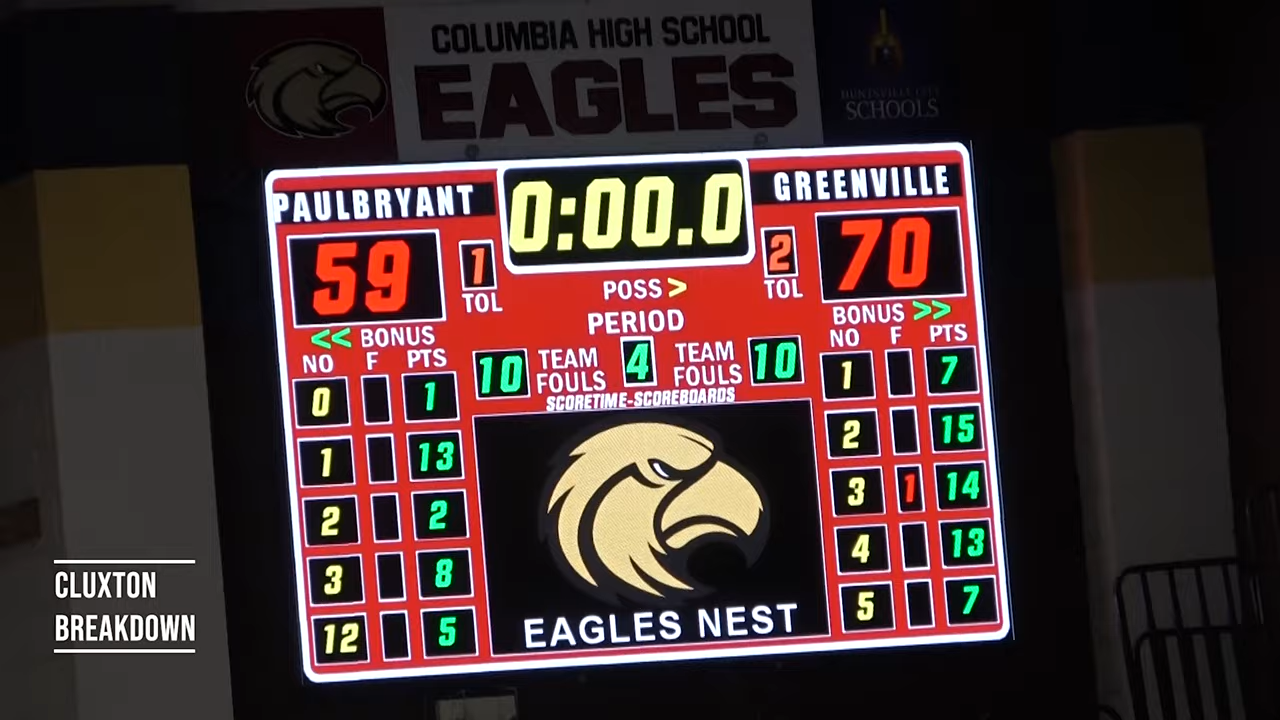 COLUMBIA HIGH SCHOOL
EAGLES
HUNTSVILLE CITY
SCHOOLS
PAULBRYANT
0:00.0
GREENVILLE
59
1
TOL
POSS >
2
TOL
70
<< BONUS
PERIOD
BONUS >>
NO F PTS
10 TEAM FOULS 4 TEAM FOULS 10
NO F PTS
SCORETIME-SCOREBOARDS
0 1
1 13
2 2
3 8
12 5
1 7
2 15
3 1 14
4 13
5 7
EAGLES NEST
CLUXTON
BREAKDOWN